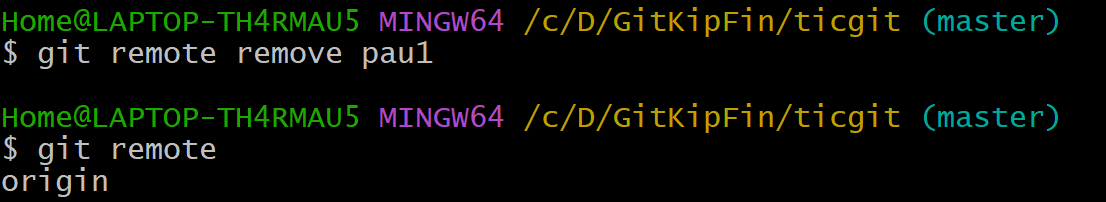 Home@LAPTOP-TH4RMAU5 MINGW64 /c/D/GitKipFin/ticgit (master)
$ git remote remove pau1
Home@LAPTOP-TH4RMAU5 MINGW64 /c/D/GitKipFin/ticgit (master)
$ git remote
origin